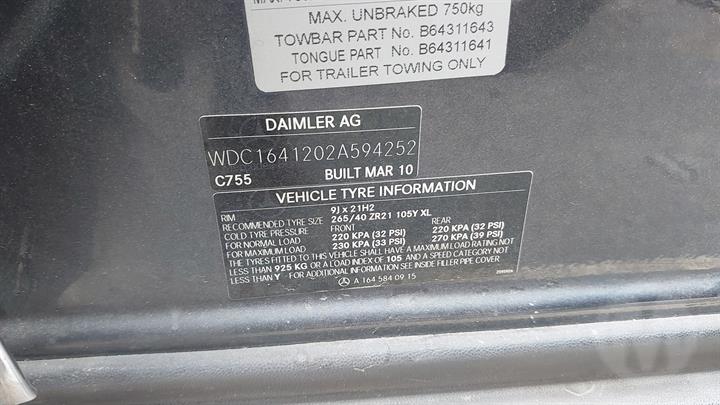 MAX. UNBRAKED 750kg
TOWBAR PART No. B64311643
TONGUE PART No. B64311641
FOR TRAILER TOWING ONLY
DAIMLER AG
WDC1641202A594252
C755 BUILT MAR 10
VEHICLE TYRE INFORMATION
RIM 9J x 21H2
RECOMMENDED TYRE SIZE 265/40 ZR21 105Y XL
COLD TYRE PRESSURE FRONT REAR
FOR NORMAL LOAD 220 KPA (32 PSI) 220 KPA (32 PSI)
FOR MAXIMUM LOAD 230 KPA (33 PSI) 270 KPA (39 PSI)
THE TYRES FITTED TO THIS VEHICLE SHALL HAVE A MAXIMUM LOAD RATING NOT
LESS THAN 925 KG OR A LOAD INDEX OF 105 AND A SPEED CATEGORY NOT
LESS THAN Y FOR ADDITIONAL INFORMATION SEE INSIDE FILLER PIPE COVER
A 164 584 09 15